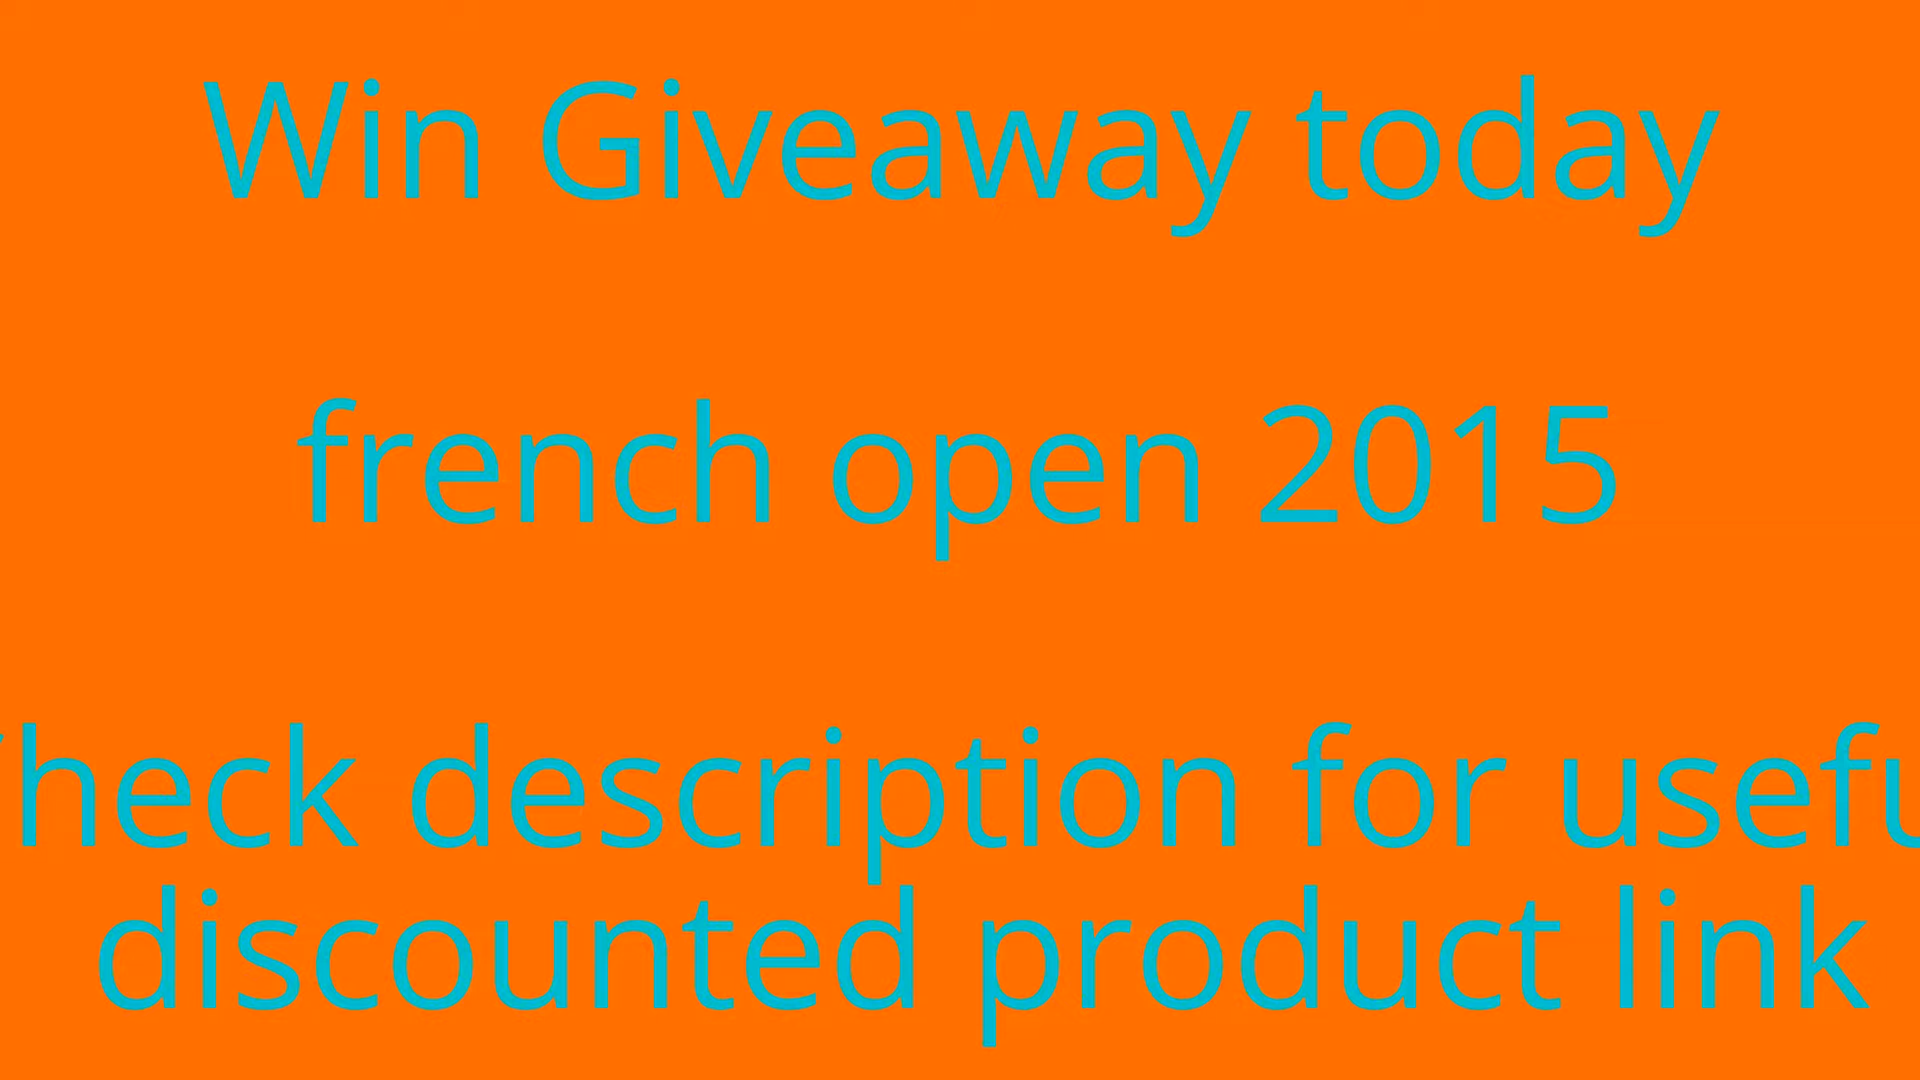 Win Giveaway today
french open 2015
heck description for usefu
discounted product link